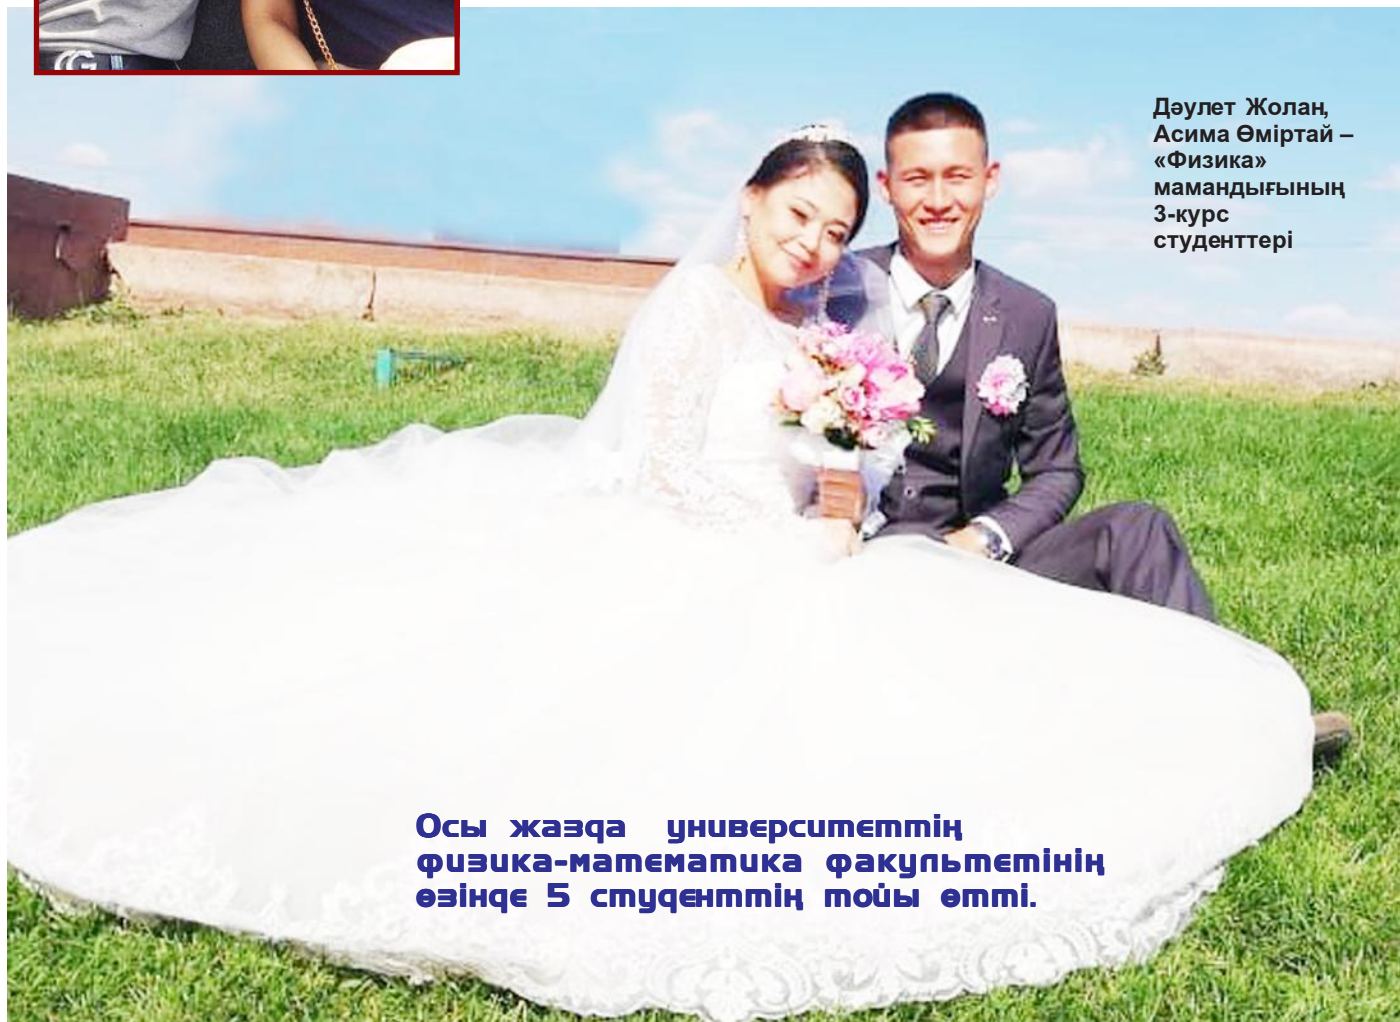 Дәулет Жолан,
Асима Өміртай –
«Физика»
мамандығының
3-курс
студенттері
Осы жазда университеттің
физика-математика факультетінің
өзінде 5 студенттің тойы өтті.